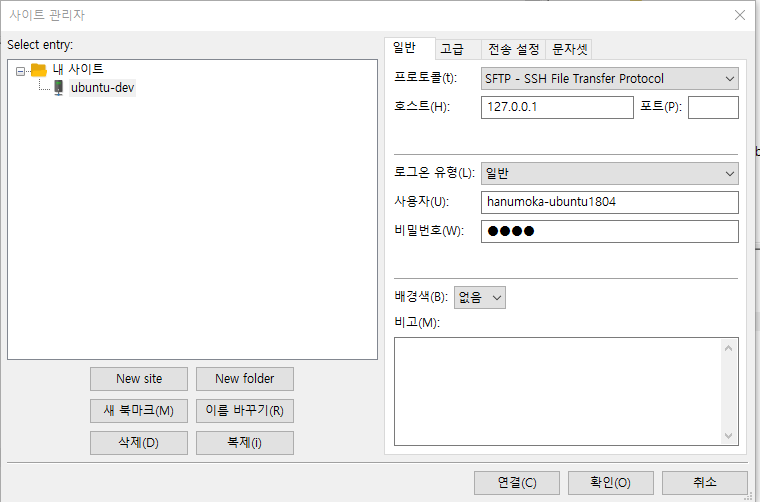 사이트 관리자
Select entry:
내 사이트
ubuntu-dev
New site New folder
새 북마크(M) 이름 바꾸기(R)
삭제(D) 복제(i)
일반 고급 전송 설정 문자셋
프로토콜(t): SFTP - SSH File Transfer Protocol
호스트(H): 127.0.0.1 포트(P):
로그온 유형(L): 일반
사용자(U): hanumoka-ubuntu1804
비밀번호(W): ●●●●
배경색(B): 없음
비고(M):
연결(C) 확인(O) 취소